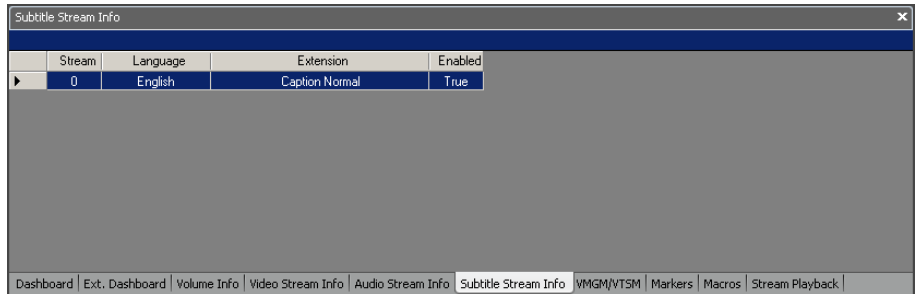 Subtitle Stream Info
Stream Language Extension Enabled
0 English Caption Normal True
Dashboard Ext. Dashboard Volume Info Video Stream Info Audio Stream Info Subtitle Stream Info VMGM/VTSM Markers Macros Stream Playback